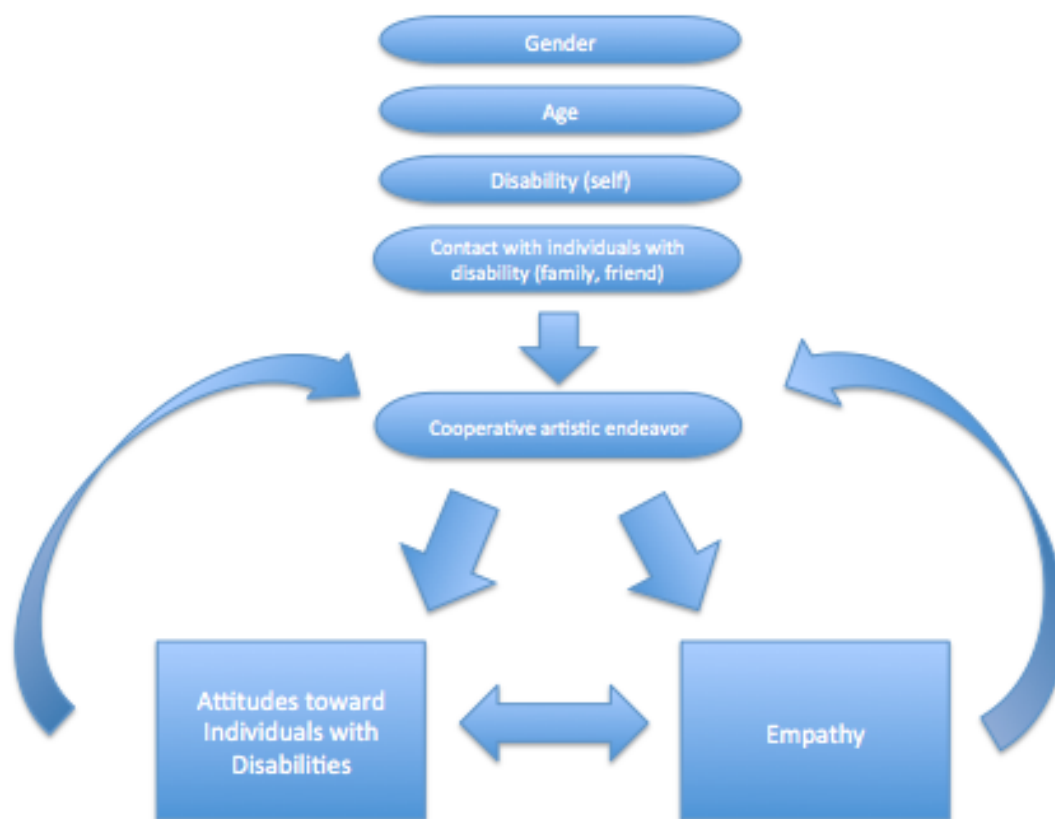 Gender
Age
Disability (self)
Contact with individuals with
disability (family, friend)
Cooperative artistic endeavor
Attitudes toward
Individuals with
Disabilities
Empathy